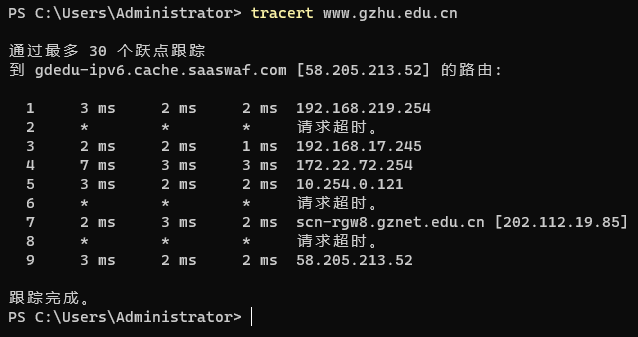 PS C:\Users\Administrator> tracert www.gzhu.edu.cn
通过最多 30 个跃点跟踪
到 gdedu-ipv6.cache.saaswaf.com [58.205.213.52] 的路由:
1 3 ms 2 ms 2 ms 192.168.219.254
2 * * * 请求超时。
3 2 ms 2 ms 1 ms 192.168.17.245
4 7 ms 3 ms 3 ms 172.22.72.254
5 3 ms 2 ms 2 ms 10.254.0.121
6 * * * 请求超时。
7 2 ms 3 ms 2 ms scn-rgw8.gznet.edu.cn [202.112.19.85]
8 * * * 请求超时。
9 3 ms 2 ms 2 ms 58.205.213.52
跟踪完成。
PS C:\Users\Administrator>